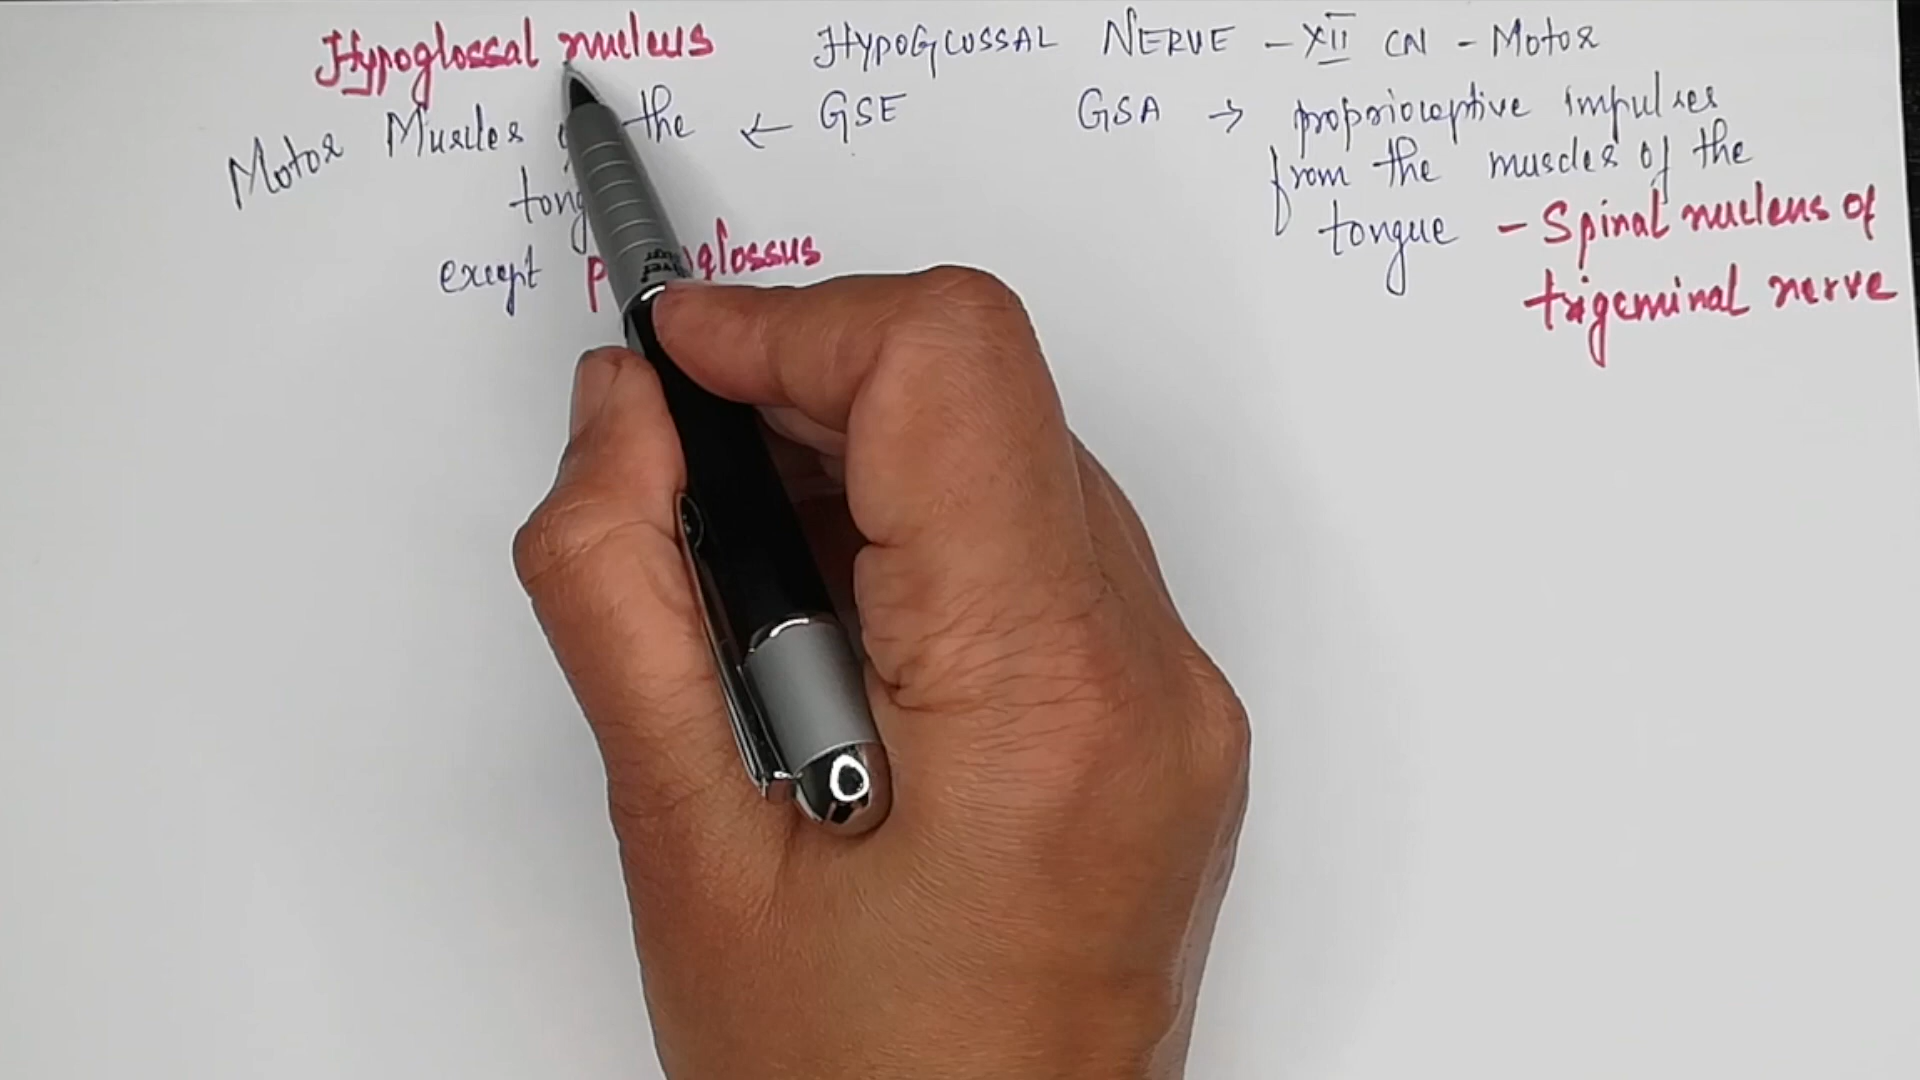 Hypoglossal nucleus HYPOGLOSSAL NERVE - XII CN - Motor
Motor Muscles the ← GSE GSA → proprioceptive impulses
from the muscles of the
tongue - Spinal nucleus of
except glossus
trigeminal nerve